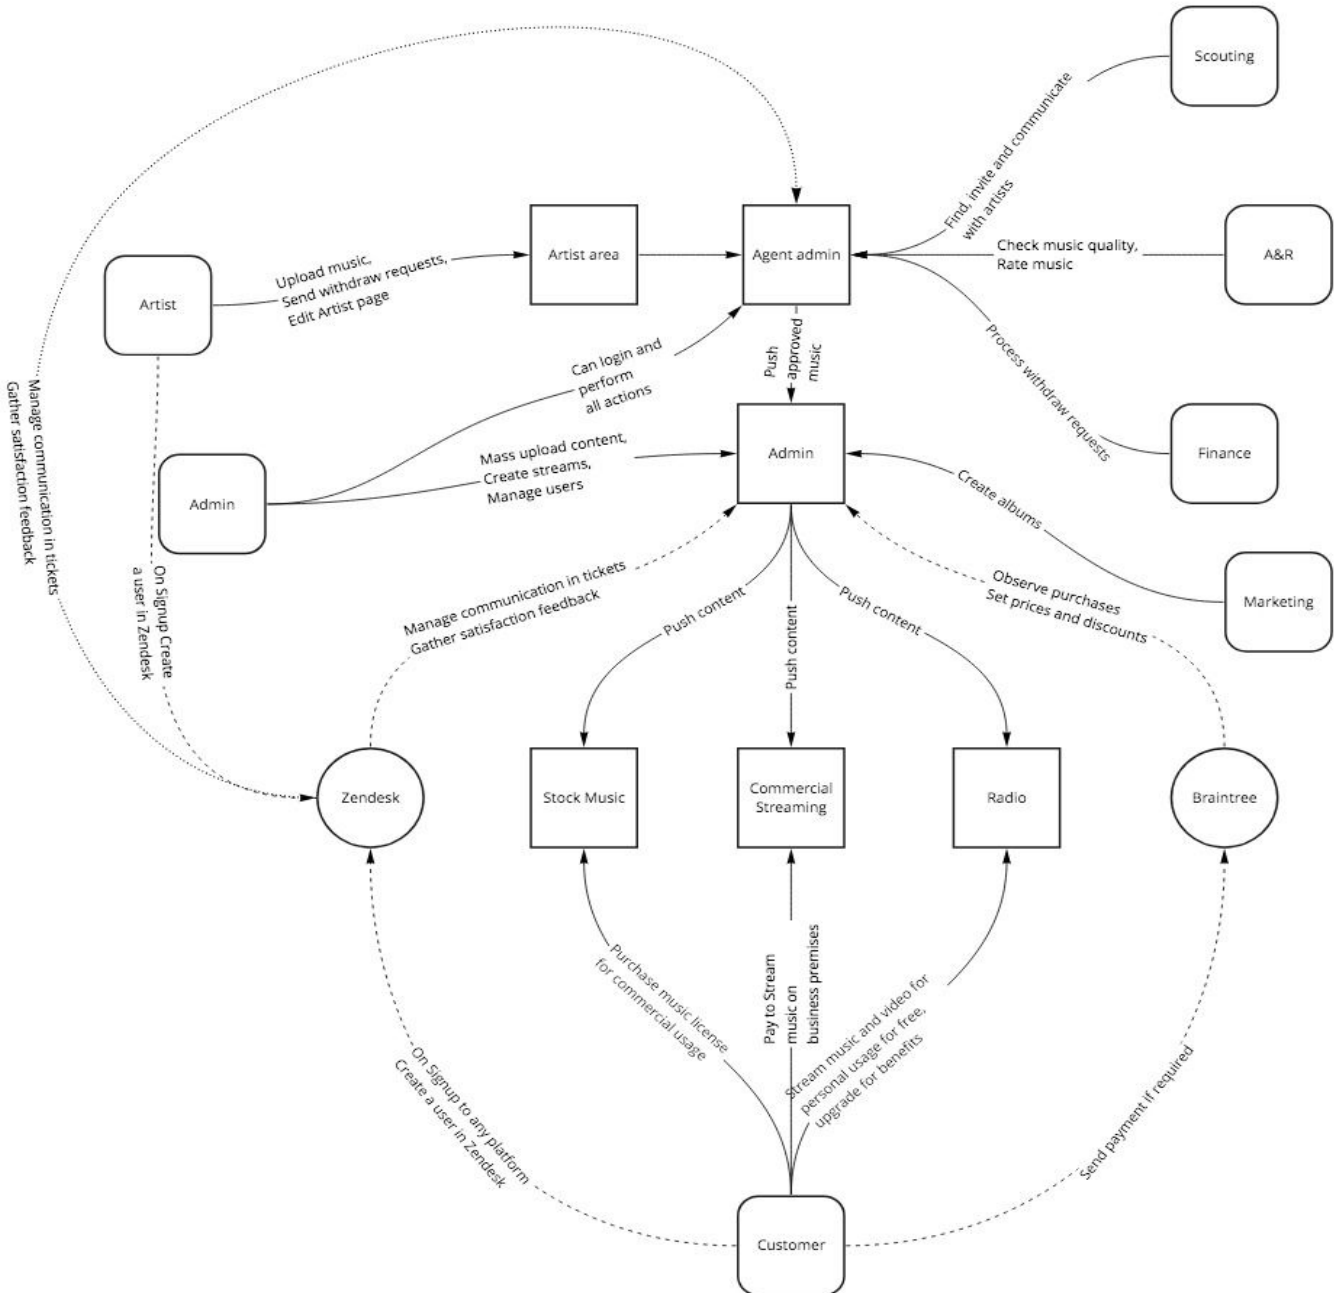 Scouting
Find, invite and communicate
with artists
Artist
Upload music,
Send withdraw requests,
Edit Artist page
Artist area
Agent admin
Check music quality,
Rate music
A&R
Process withdraw requests
Finance
Push
approved
music
Can login and
perform
all actions
Admin
Mass upload content,
Create streams,
Manage users
Admin
Create albums
Marketing
Manage communication in tickets
Gather satisfaction feedback
On Signup Create
a user in Zendesk
Manage communication in tickets
Gather satisfaction feedback
Push content
Push content
Push content
Observe purchases
Set prices and discounts
Zendesk
Stock Music
Commercial
Streaming
Radio
Braintree
Purchase music license
for commercial usage
Pay to Stream
music on
business premises
Stream music and video for
personal usage for free,
upgrade for benefits
On Signup to any platform
Create a user in Zendesk
Send payment if required
Customer